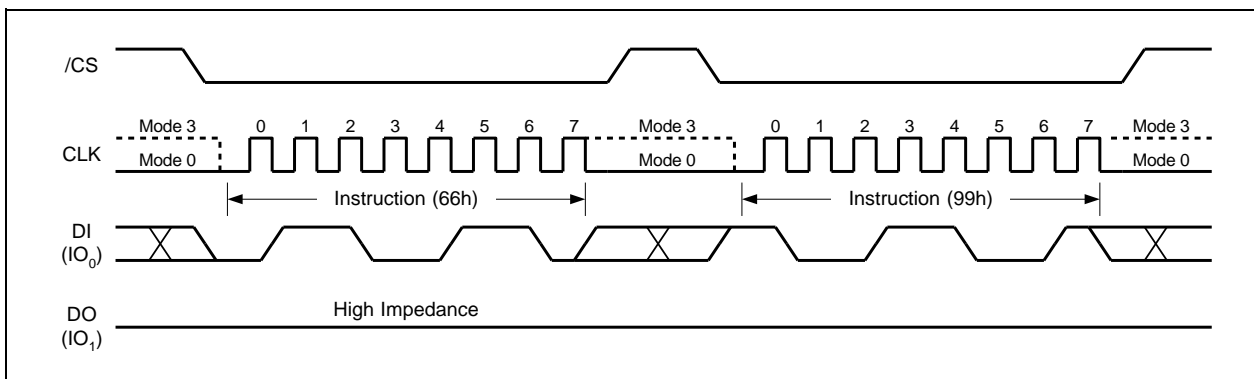 /CS
Mode 3 0 1 2 3 4 5 6 7 Mode 3 0 1 2 3 4 5 6 7 Mode 3
CLK Mode 0 Mode 0 Mode 0
Instruction (66h) Instruction (99h)
DI
(IO₀)
High Impedance
DO
(IO₁)